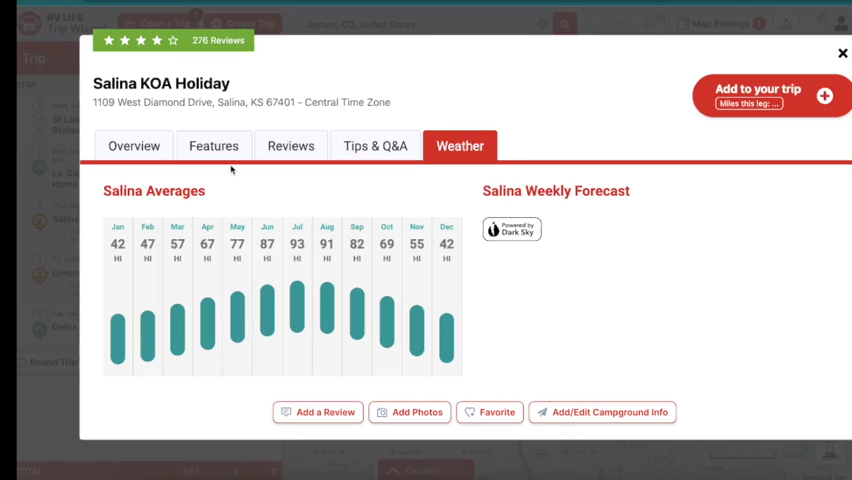 RV LIFE
Trip Wizard
Open a Trip
Create Trip
Denver, CO, United States
Map Settings
1
276 Reviews
Trip
Salina KOA Holiday
1109 West Diamond Drive, Salina, KS 67401 - Central Time Zone
Add to your trip
Miles this leg: ...
Overview
Features
Reviews
Tips & Q&A
Weather
Salina Averages
Salina Weekly Forecast
Jan Feb Mar Apr May Jun Jul Aug Sep Oct Nov Dec
42 47 57 67 77 87 93 91 82 69 55 42
HI HI HI HI HI HI HI HI HI HI HI HI
Powered by
Dark Sky
Round Trip
Add a Review
Add Photos
Favorite
Add/Edit Campground Info
TOTAL
4
0
Elevation
Salina